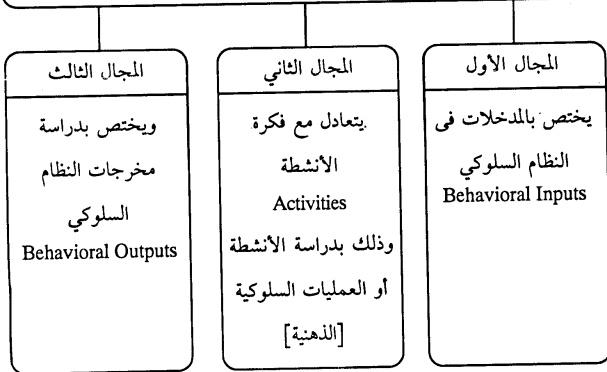 المجال الأول
يختص بالمدخلات فى
النظام السلوكي
Behavioral Inputs
المجال الثاني
يتعادل مع فكرة
الأنشطة
Activities
وذلك بدراسة الأنشطة
أو العمليات السلوكية
[الذهنية]
المجال الثالث
ويختص بدراسة
مخرجات النظام
السلوكي
Behavioral Outputs